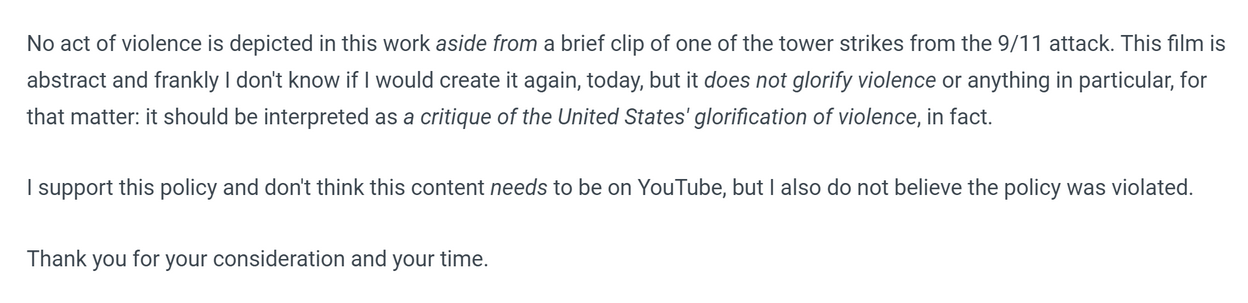 No act of violence is depicted in this work aside from a brief clip of one of the tower strikes from the 9/11 attack. This film is
abstract and frankly I don't know if I would create it again, today, but it does not glorify violence or anything in particular, for
that matter: it should be interpreted as a critique of the United States' glorification of violence, in fact.
I support this policy and don't think this content needs to be on YouTube, but I also do not believe the policy was violated.
Thank you for your consideration and your time.